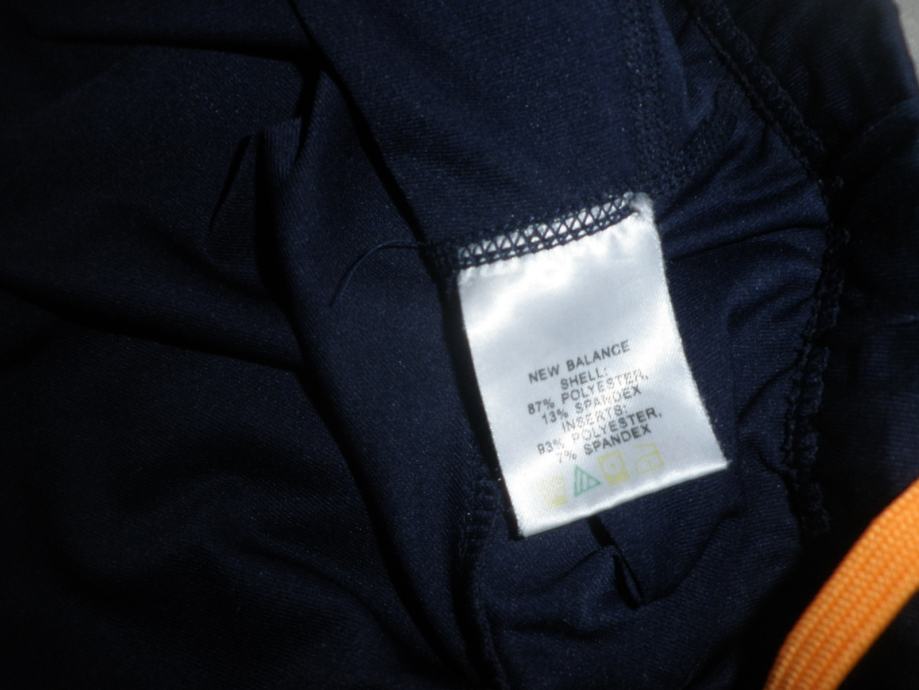 NEW BALANCE
SHELL:
87% POLYESTER,
13% SPANDEX
INSERTS:
93% POLYESTER,
7% SPANDEX